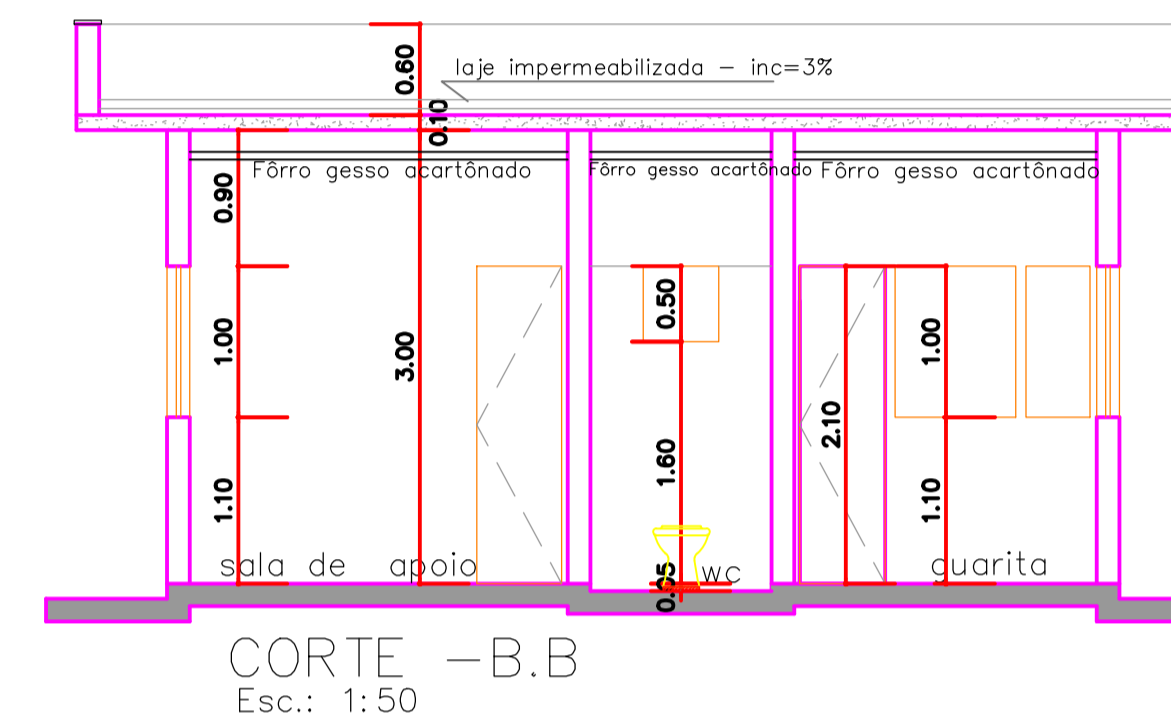 0.60
laje impermeabilizada – inc=3%
0.10
Fôrro gesso acartônado
Fôrro gesso acartônado
Fôrro gesso acartônado
0.90
1.00
3.00
0.50
1.00
2.10
1.60
1.10
1.10
sala de apoio
0.05
wc
guarita
CORTE –B.B
Esc.: 1:50